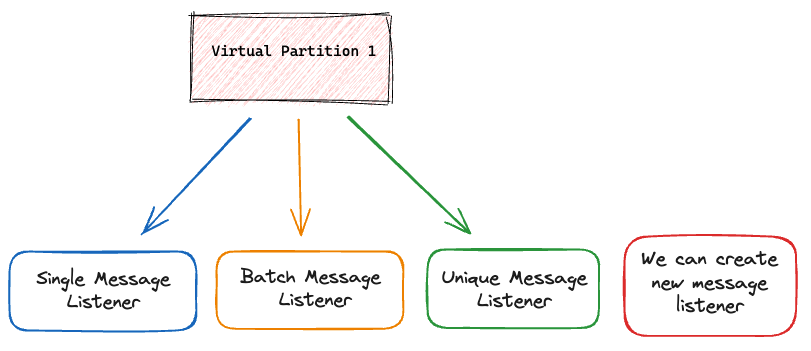 Virtual Partition 1
Single Message
Listener
Batch Message
Listener
Unique Message
Listener
We can create
new message
listener